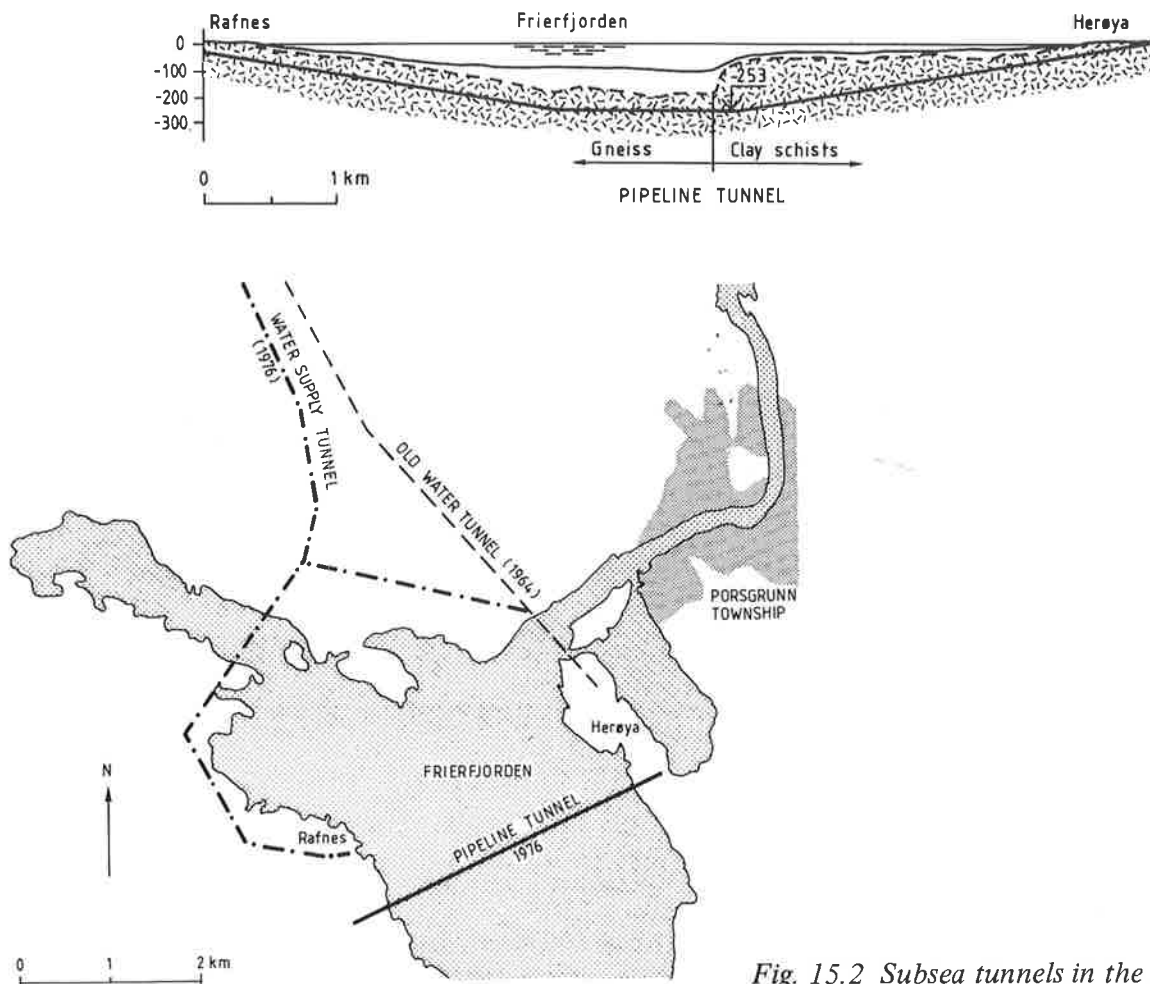 Rafnes Frierfjorden Herøya
0
-100
-200
-300
-253
Gneiss Clay schists
0 1 km
PIPELINE TUNNEL
WATER SUPPLY TUNNEL
(1976)
OLD WATER TUNNEL (1964)
PORSGRUNN
TOWNSHIP
Herøya
N
FRIERFJORDEN
Rafnes
PIPELINE TUNNEL
1976
0 1 2 km
Fig. 15.2 Subsea tunnels in the